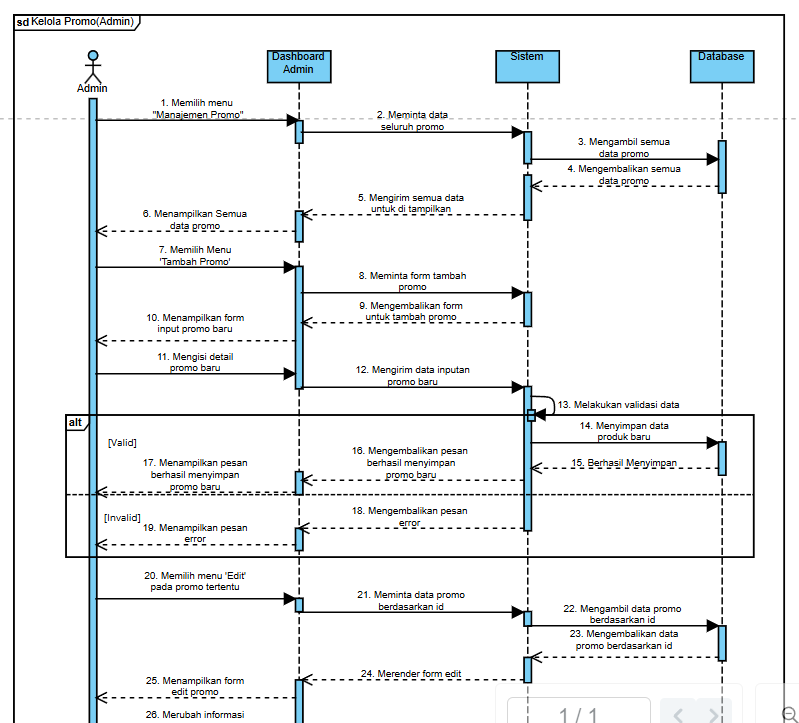 sd Kelola Promo(Admin)
Admin
Dashboard
Admin
Sistem
Database
1. Memilih menu
"Manajemen Promo"
2. Meminta data
seluruh promo
3. Mengambil semua
data promo
4. Mengembalikan semua
data promo
5. Mengirim semua data
untuk di tampilkan
6. Menampilkan Semua
data promo
7. Memilih Menu
'Tambah Promo'
8. Meminta form tambah
promo
9. Mengembalikan form
untuk tambah promo
10. Menampilkan form
input promo baru
11. Mengisi detail
promo baru
12. Mengirim data inputan
promo baru
13. Melakukan validasi data
alt
[Valid]
14. Menyimpan data
produk baru
15. Berhasil Menyimpan
16. Mengembalikan pesan
berhasil menyimpan
promo baru
17. Menampilkan pesan
berhasil menyimpan
promo baru
[Invalid]
18. Mengembalikan pesan
error
19. Menampilkan pesan
error
20. Memilih menu 'Edit'
pada promo tertentu
21. Meminta data promo
berdasarkan id
22. Mengambil data promo
berdasarkan id
23. Mengembalikan data
promo berdasarkan id
24. Merender form edit
25. Menampilkan form
edit promo
26. Merubah informasi
1 / 1